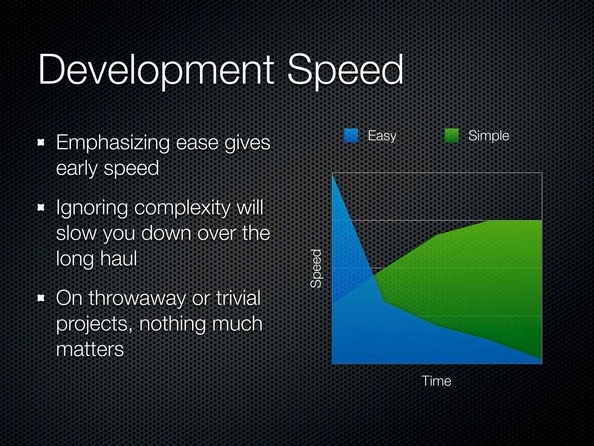 Development Speed
Emphasizing ease gives
early speed
Ignoring complexity will
slow you down over the
long haul
On throwaway or trivial
projects, nothing much
matters
Easy
Simple
Speed
Time